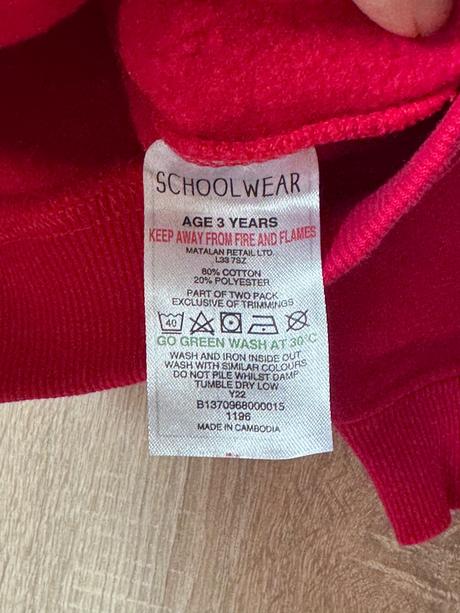 SCHOOLWEAR
AGE 3 YEARS
KEEP AWAY FROM FIRE AND FLAMES
MATALAN RETAIL LTD.
L33 7SZ
80% COTTON
20% POLYESTER
PART OF TWO PACK
EXCLUSIVE OF TRIMMINGS
40
GO GREEN WASH AT 30°C
WASH AND IRON INSIDE OUT
WASH WITH SIMILAR COLOURS
DO NOT PILE WHILST DAMP
TUMBLE DRY LOW
Y22
B1370968000015
1196
MADE IN CAMBODIA